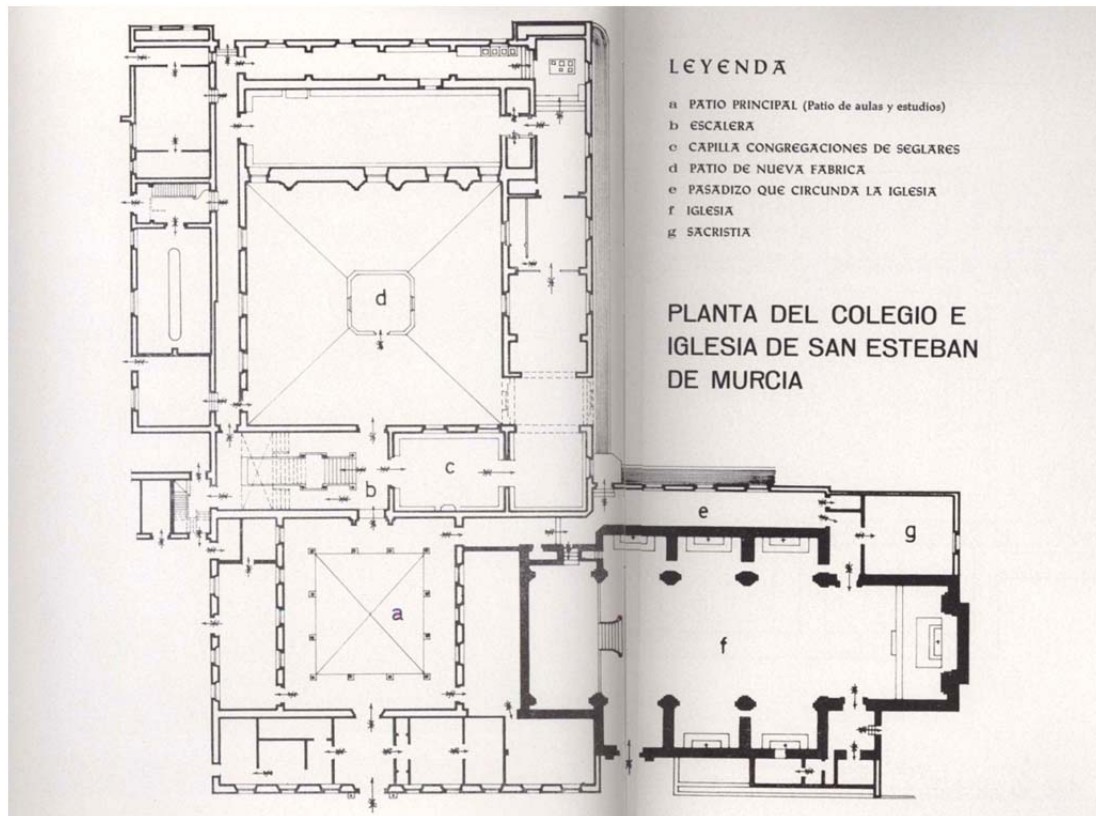 LEYENDA
a PATIO PRINCIPAL (Patio de aulas y estudios)
b ESCALERA
c CAPILLA CONGREGACIONES DE SEGLARES
d PATIO DE NUEVA FABRICA
e PASADIZO QUE CIRCUNDA LA IGLESIA
f IGLESIA
g SACRISTIA
PLANTA DEL COLEGIO E
IGLESIA DE SAN ESTEBAN
DE MURCIA
d
c
b
e
g
a
f